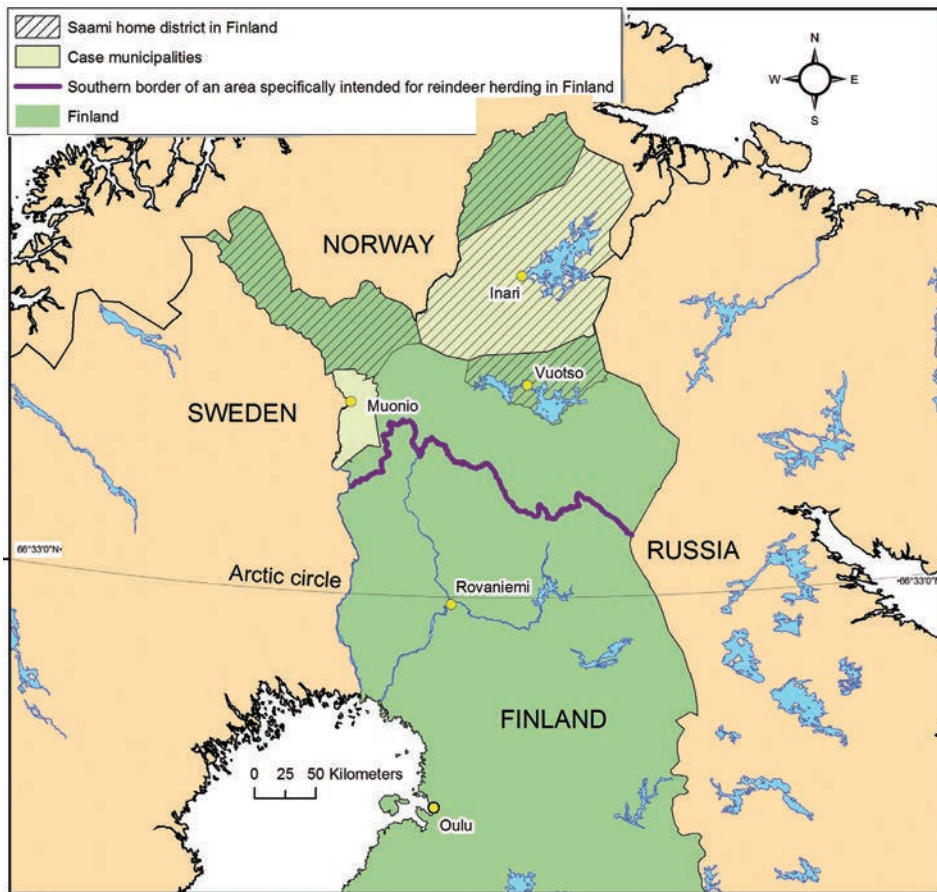 Saami home district in Finland
Case municipalities
Southern border of an area specifically intended for reindeer herding in Finland
Finland
N
W E
S
NORWAY
Inari
Vuotso
SWEDEN
Muonio
66°33'0"N
RUSSIA
Arctic circle
66°33'0"N
Rovaniemi
FINLAND
0 25 50 Kilometers
Oulu